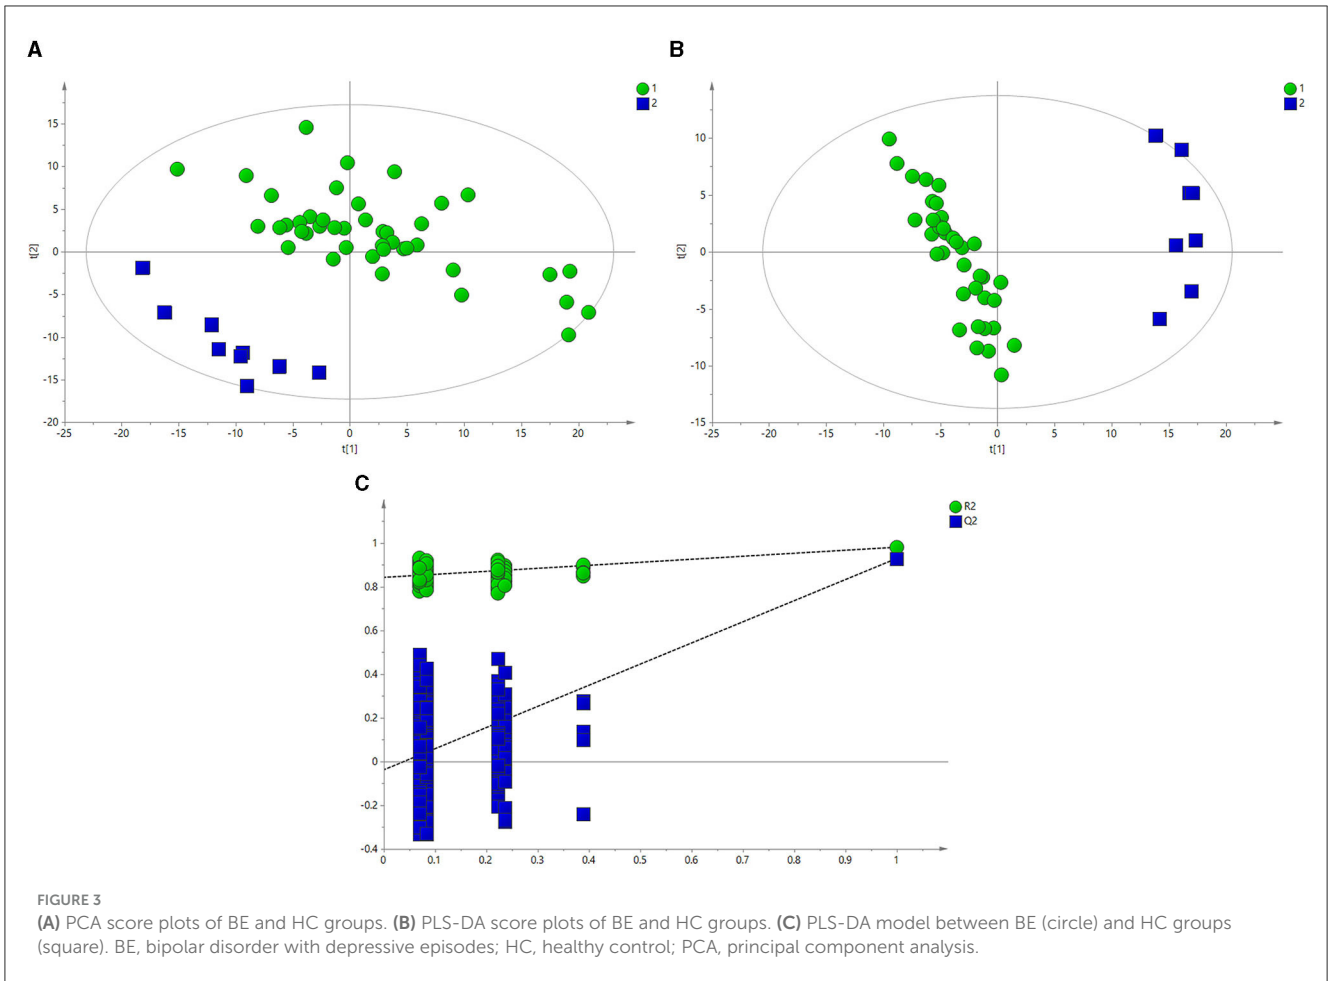 A
1
2
15
10
5
0
-5
-10
-15
-20
t[2]
-25 -20 -15 -10 -5 0 5 10 15 20
t[1]
B
1
2
10
5
0
-5
-10
-15
t[2]
-25 -20 -15 -10 -5 0 5 10 15 20
t[1]
C
R2
Q2
1
0.8
0.6
0.4
0.2
0
-0.2
-0.4
0 0.1 0.2 0.3 0.4 0.5 0.6 0.7 0.8 0.9 1
FIGURE 3
(A) PCA score plots of BE and HC groups. (B) PLS-DA score plots of BE and HC groups. (C) PLS-DA model between BE (circle) and HC groups
(square). BE, bipolar disorder with depressive episodes; HC, healthy control; PCA, principal component analysis.